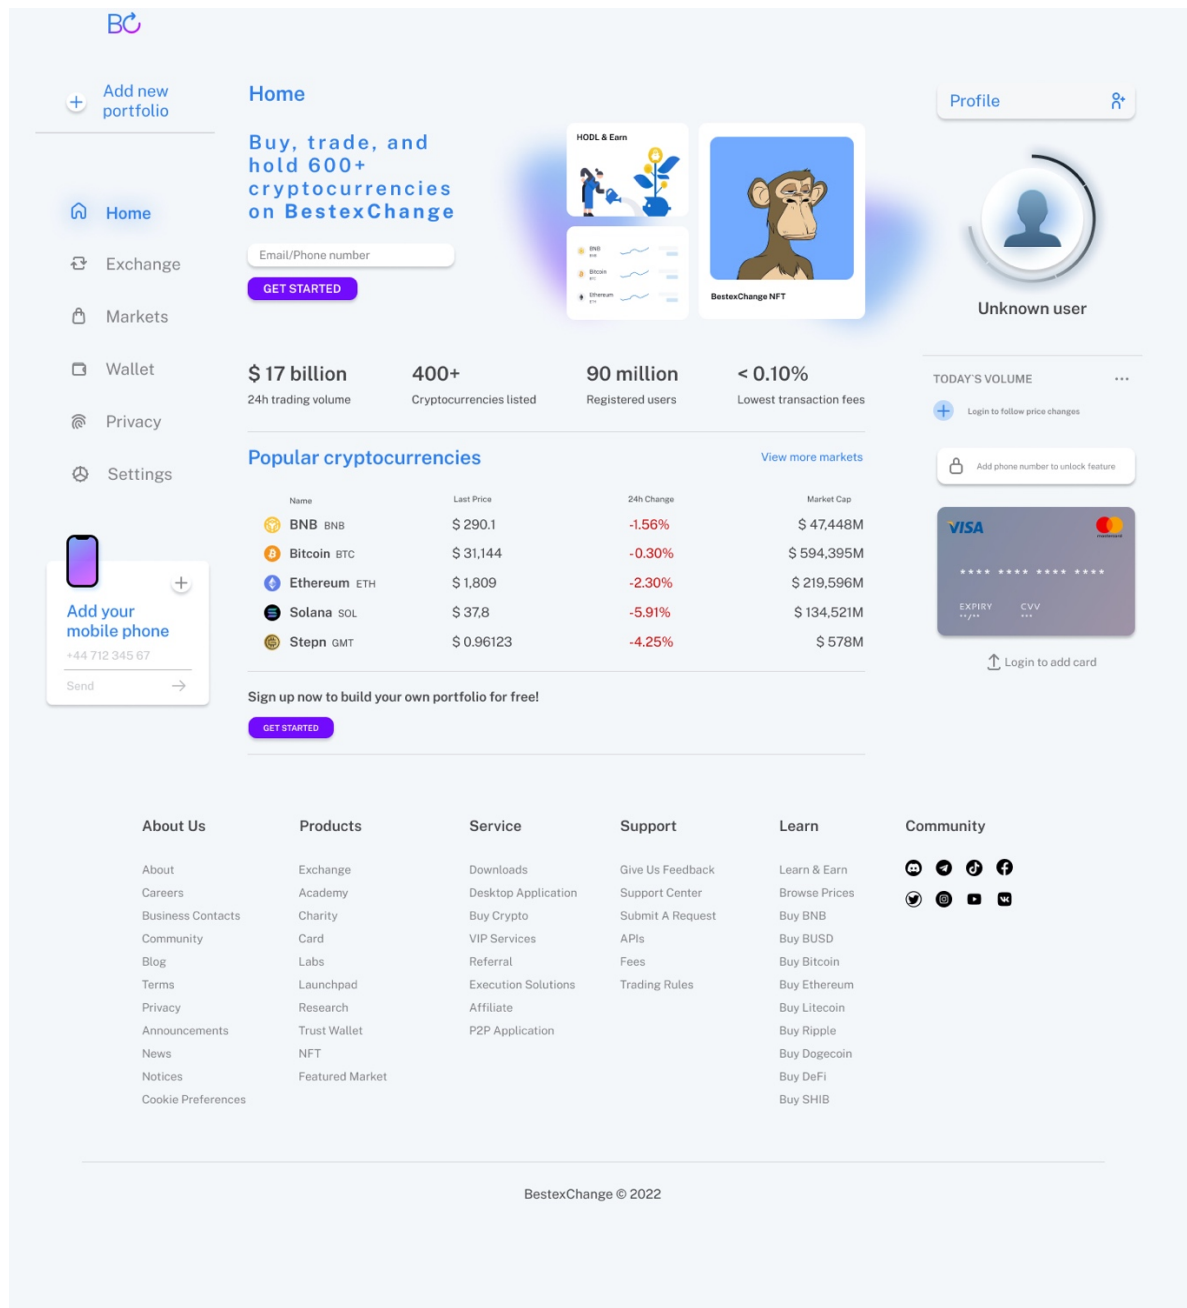 BC
Add new
portfolio
Home
Exchange
Markets
Wallet
Privacy
Settings
Add your
mobile phone
+44 712 345 67
Send
Home
Buy, trade, and
hold 600+
cryptocurrencies
on BestexChange
Email/Phone number
GET STARTED
HODL & Earn
BNB
BNB
Bitcoin
BTC
Ethereum
ETH
BestexChange NFT
$ 17 billion
24h trading volume
400+
Cryptocurrencies listed
90 million
Registered users
< 0.10%
Lowest transaction fees
Popular cryptocurrencies
View more markets
Name Last Price 24h Change Market Cap
BNB BNB $ 290.1 -1.56% $ 47,448M
Bitcoin BTC $ 31,144 -0.30% $ 594,395M
Ethereum ETH $ 1,809 -2.30% $ 219,596M
Solana SOL $ 37,8 -5.91% $ 134,521M
Stepn GMT $ 0.96123 -4.25% $ 578M
Sign up now to build your own portfolio for free!
GET STARTED
Profile
Unknown user
TODAY`S VOLUME
Login to follow price changes
Add phone number to unlock feature
VISA
mastercard
**** **** **** ****
EXPIRY CVV
**/** ***
Login to add card
About Us
About
Careers
Business Contacts
Community
Blog
Terms
Privacy
Announcements
News
Notices
Cookie Preferences
Products
Exchange
Academy
Charity
Card
Labs
Launchpad
Research
Trust Wallet
NFT
Featured Market
Service
Downloads
Desktop Application
Buy Crypto
VIP Services
Referral
Execution Solutions
Affiliate
P2P Application
Support
Give Us Feedback
Support Center
Submit A Request
APIs
Fees
Trading Rules
Learn
Learn & Earn
Browse Prices
Buy BNB
Buy BUSD
Buy Bitcoin
Buy Ethereum
Buy Litecoin
Buy Ripple
Buy Dogecoin
Buy DeFi
Buy SHIB
Community
BestexChange © 2022